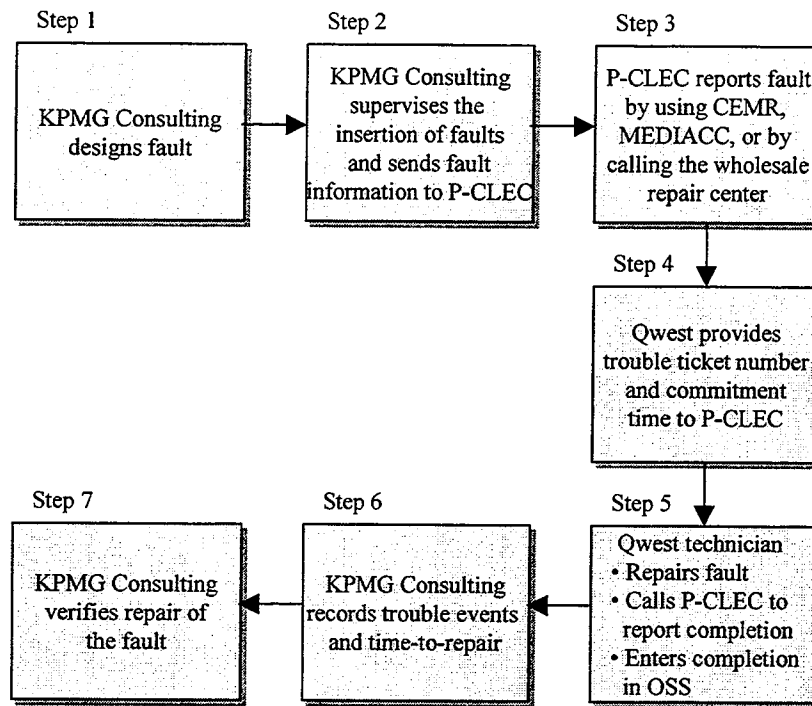 Step 1
KPMG Consulting
designs fault
Step 2
KPMG Consulting
supervises the
insertion of faults
and sends fault
information to P-CLEC
Step 3
P-CLEC reports fault
by using CEMR,
MEDIACC, or by
calling the wholesale
repair center
Step 4
Qwest provides
trouble ticket number
and commitment
time to P-CLEC
Step 5
Qwest technician
• Repairs fault
• Calls P-CLEC to
report completion
• Enters completion
in OSS
Step 6
KPMG Consulting
records trouble events
and time-to-repair
Step 7
KPMG Consulting
verifies repair of
the fault